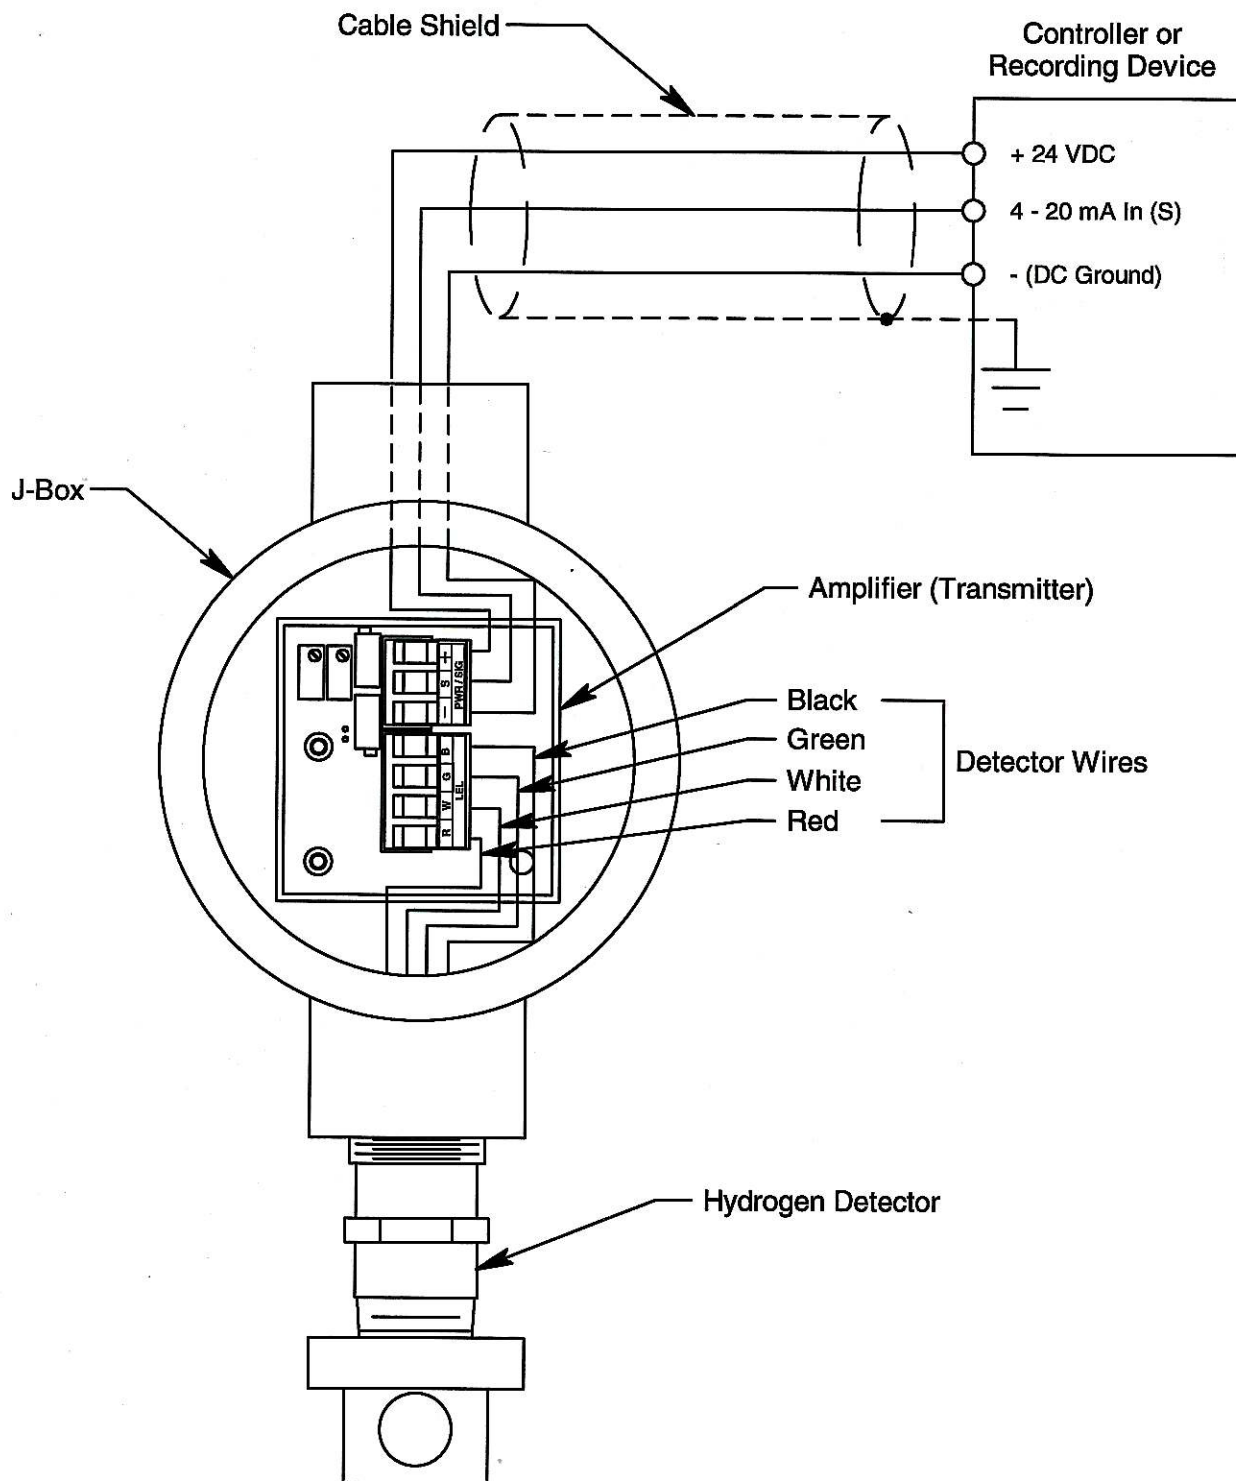 Cable Shield
Controller or
Recording Device
+ 24 VDC
4 - 20 mA In (S)
- (DC Ground)
J-Box
Amplifier (Transmitter)
+
S
-
PWR / SIG
Black
Green
White
Red
Detector Wires
B
G
W
R
LEL
Hydrogen Detector